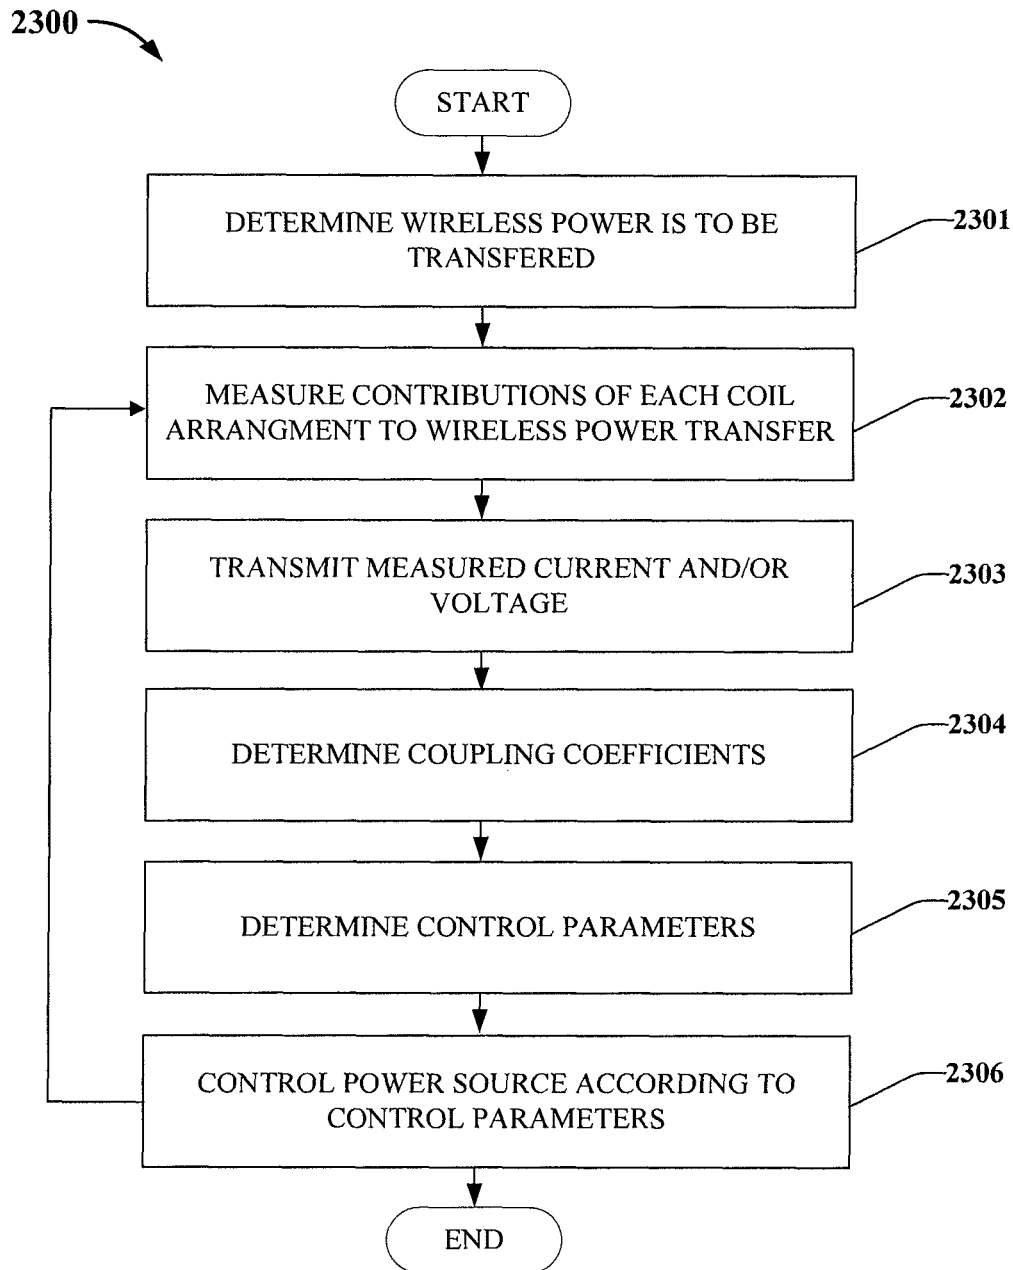 2300
START
DETERMINE WIRELESS POWER IS TO BE
TRANSFERED
2301
MEASURE CONTRIBUTIONS OF EACH COIL
ARRANGMENT TO WIRELESS POWER TRANSFER
2302
TRANSMIT MEASURED CURRENT AND/OR
VOLTAGE
2303
DETERMINE COUPLING COEFFICIENTS
2304
DETERMINE CONTROL PARAMETERS
2305
CONTROL POWER SOURCE ACCORDING TO
CONTROL PARAMETERS
2306
END